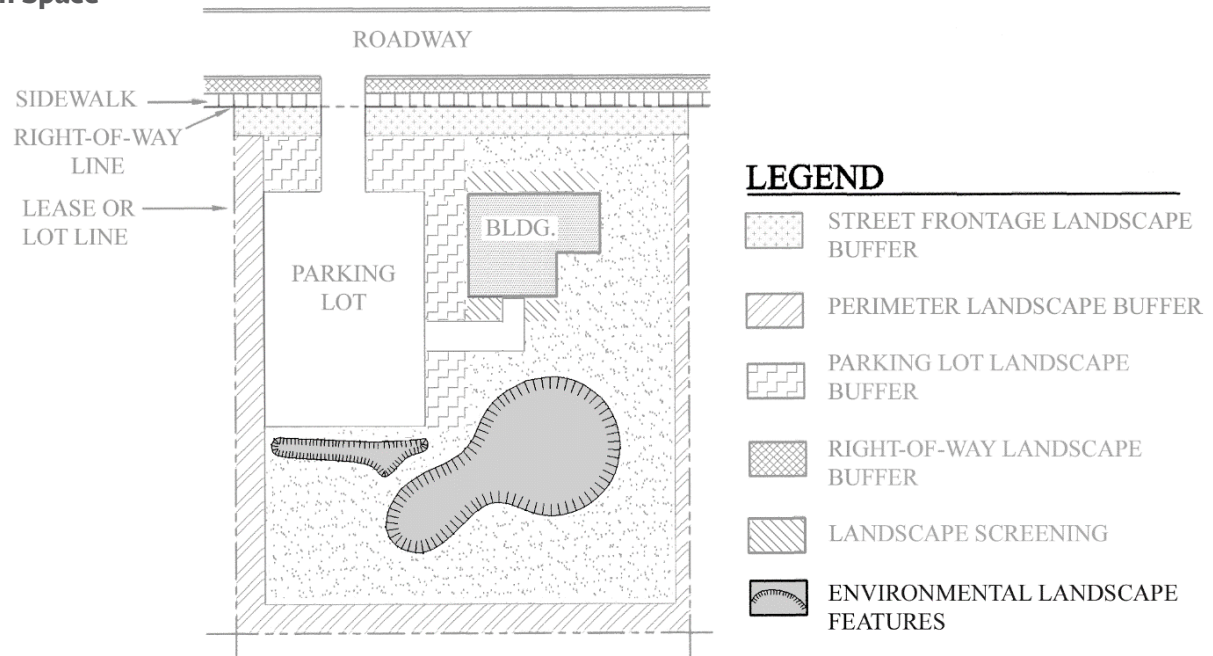 Space
ROADWAY
SIDEWALK
RIGHT-OF-WAY
LINE
LEASE OR
LOT LINE
PARKING
LOT
BLDG.
LEGEND
STREET FRONTAGE LANDSCAPE
BUFFER
PERIMETER LANDSCAPE BUFFER
PARKING LOT LANDSCAPE
BUFFER
RIGHT-OF-WAY LANDSCAPE
BUFFER
LANDSCAPE SCREENING
ENVIRONMENTAL LANDSCAPE
FEATURES